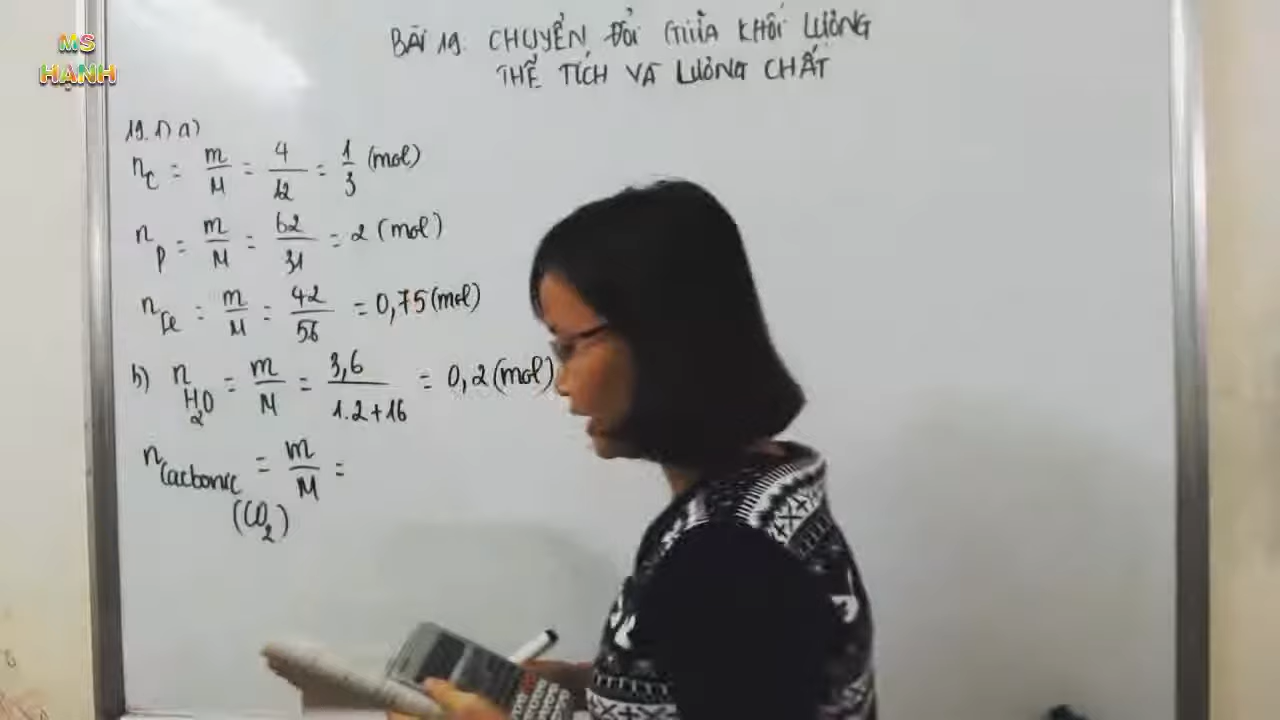 MS
HẠNH
BÀI 19. CHUYỂN ĐỔI GIỮA KHỐI LƯỢNG
THỂ TÍCH VÀ LƯỢNG CHẤT
19.1) a)
n_C = m/M = 4/12 = 1/3 (mol)
n_P = m/M = 62/31 = 2 (mol)
n_Fe = m/M = 42/56 = 0,75 (mol)
b) n_H₂O = m/M = 3,6/1.2+16 = 0,2 (mol)
n_Carbonic = m/M =
(CO₂)